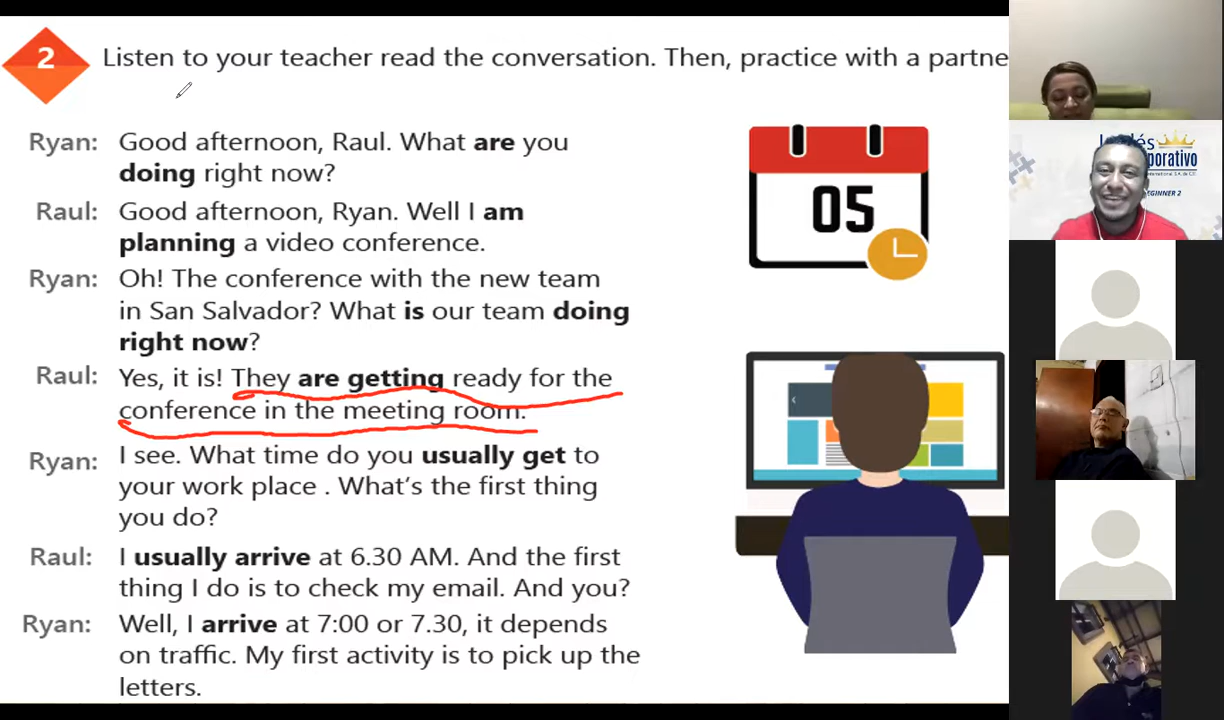 2
Listen to your teacher read the conversation. Then, practice with a partne
Ryan: Good afternoon, Raul. What are you
doing right now?
Raul: Good afternoon, Ryan. Well I am
planning a video conference.
Ryan: Oh! The conference with the new team
in San Salvador? What is our team doing
right now?
Raul: Yes, it is! They are getting ready for the
conference in the meeting room.
Ryan: I see. What time do you usually get to
your work place . What's the first thing
you do?
Raul: I usually arrive at 6.30 AM. And the first
thing I do is to check my email. And you?
Ryan: Well, I arrive at 7:00 or 7.30, it depends
on traffic. My first activity is to pick up the
letters.
05
porativo
EGINNER 2